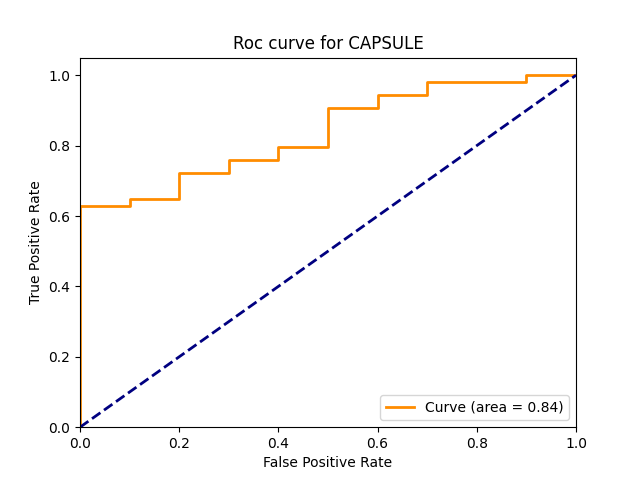 Roc curve for CAPSULE
True Positive Rate
1.0
0.8
0.6
0.4
0.2
0.0
Curve (area = 0.84)
0.0 0.2 0.4 0.6 0.8 1.0
False Positive Rate